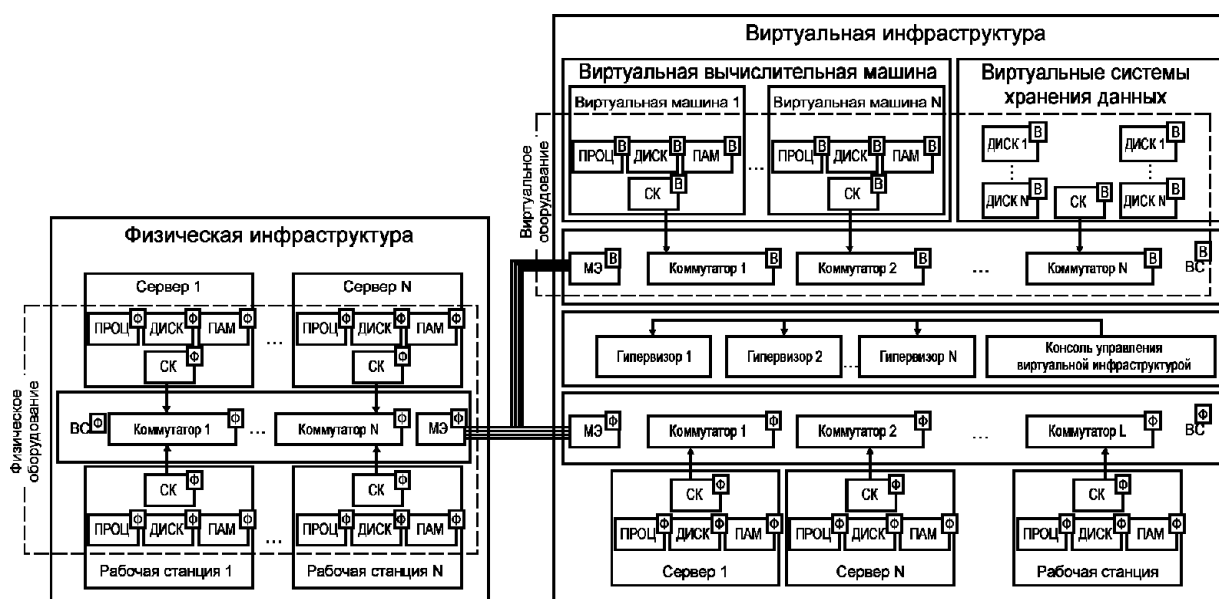 Виртуальная инфраструктура
Виртуальная вычислительная машина
Виртуальная машина 1
ПРОЦ В ДИСК В ПАМ В
СК В
...
Виртуальная машина N
ПРОЦ В ДИСК В ПАМ В
СК В
Виртуальные системы
хранения данных
ДИСК 1 В
ДИСК N В
СК В
ДИСК 1 В
ДИСК N В
Виртуальное
оборудование
МЭ В Коммутатор 1 В Коммутатор 2 В ... Коммутатор N В ВС В
Гипервизор 1 Гипервизор 2 ... Гипервизор N
Консоль управления
виртуальной инфраструктурой
МЭ Ф Коммутатор 1 Ф Коммутатор 2 Ф ... Коммутатор L Ф ВС Ф
СК Ф
ПРОЦ Ф ДИСК Ф ПАМ Ф
Сервер 1
СК Ф
ПРОЦ Ф ДИСК Ф ПАМ Ф
Сервер N
...
СК Ф
ПРОЦ Ф ДИСК Ф ПАМ Ф
Рабочая станция
Физическая инфраструктура
Сервер 1
ПРОЦ Ф ДИСК Ф ПАМ Ф
СК Ф
...
Сервер N
ПРОЦ Ф ДИСК Ф ПАМ Ф
СК Ф
Физическое
оборудование
ВС Ф Коммутатор 1 Ф ... Коммутатор N Ф МЭ Ф
СК Ф
ПРОЦ Ф ДИСК Ф ПАМ Ф
Рабочая станция 1
...
СК Ф
ПРОЦ Ф ДИСК Ф ПАМ Ф
Рабочая станция N